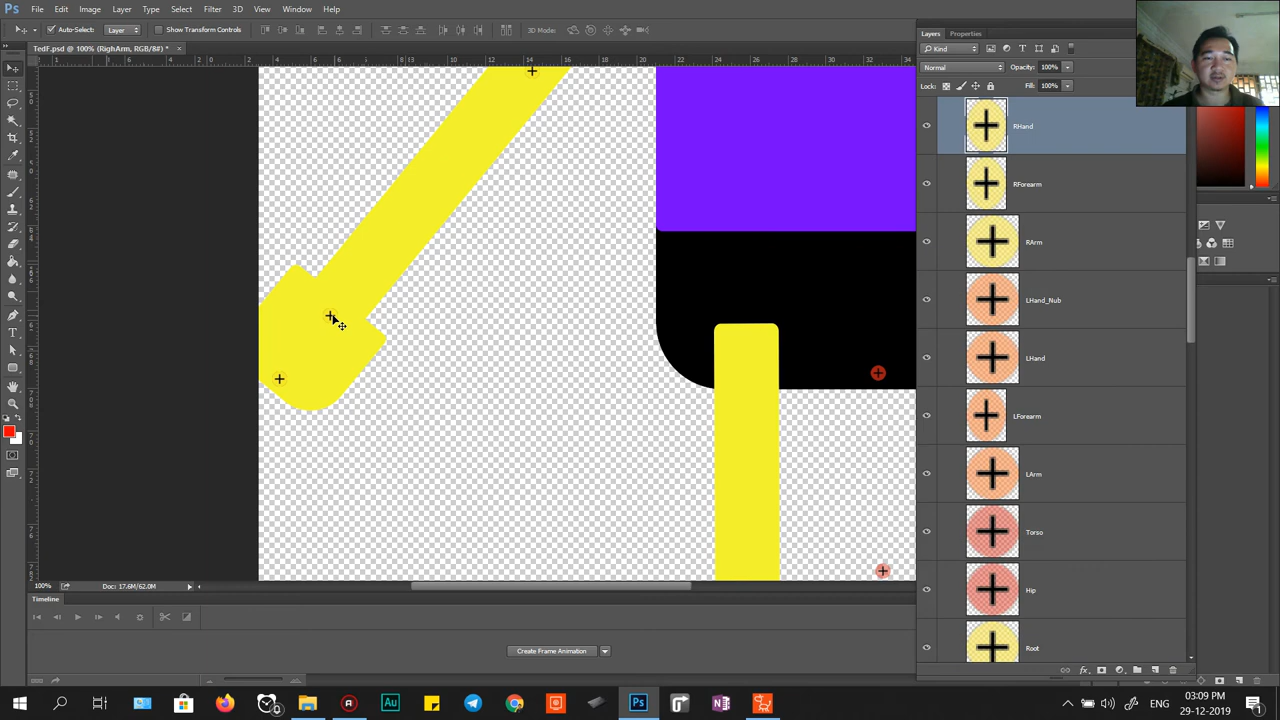 Ps File Edit Image Layer Type Select Filter 3D View Window Help
Auto-Select: Layer Show Transform Controls 3D Mode:
TedF.psd @ 100% (RighArm, RGB/8#) *
Layers Properties
Kind
Normal Opacity: 100%
Lock: Fill: 100%
RHand
RForearm
RArm
LHand_Nub
LHand
LForearm
LArm
Torso
Hip
Root
100% Doc: 17.6M/62.0M
Timeline
Create Frame Animation
Au Ps N
ENG 03:09 PM
29-12-2019